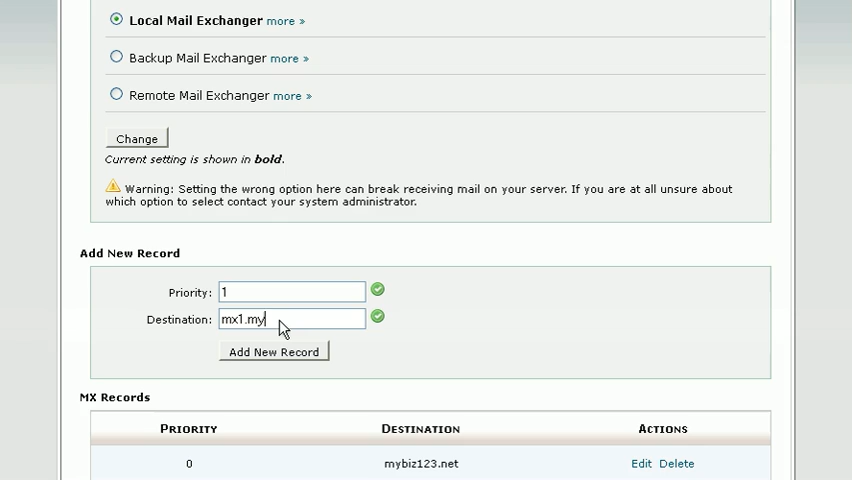 Local Mail Exchanger more »
Backup Mail Exchanger more »
Remote Mail Exchanger more »
Change
Current setting is shown in bold.
Warning: Setting the wrong option here can break receiving mail on your server. If you are at all unsure about
which option to select contact your system administrator.
Add New Record
Priority: 1
Destination: mx1.my
Add New Record
MX Records
PRIORITY DESTINATION ACTIONS
0 mybiz123.net Edit Delete